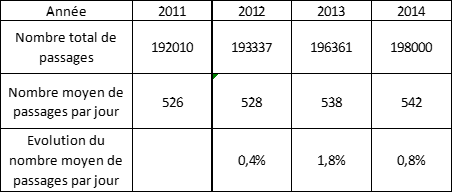 Année 2011 2012 2013 2014
Nombre total de
passages 192010 193337 196361 198000
Nombre moyen de
passages par jour 526 528 538 542
Evolution du
nombre moyen de
passages par jour 0,4% 1,8% 0,8%